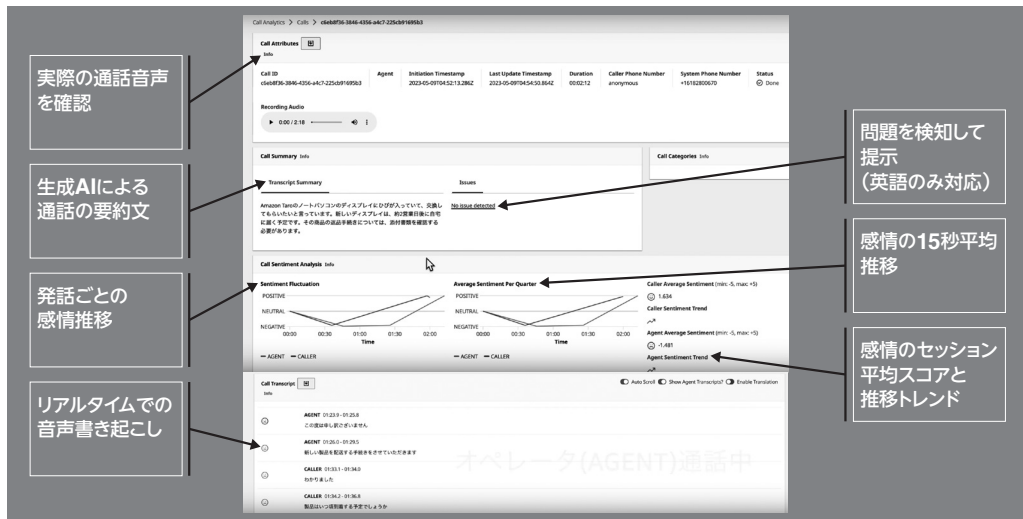 実際の通話音声
を確認
生成AIによる
通話の要約文
発話ごとの
感情推移
リアルタイムでの
音声書き起こし
Call Analytics > Calls > c6eb8f36-3846-4356-a4c7-225cb91695b3
Call Attributes
Info
Call ID Agent Initiation Timestamp Last Update Timestamp Duration Caller Phone Number System Phone Number Status
c6eb8f36-3846-4356-a4c7-225cb91695b3 2023-05-09T04:52:13.286Z 2023-05-09T04:54:50.864Z 00:02:12 anonymous +16182800670 Done
Recording Audio
0:00 / 2:18
Call Summary Info
Call Categories Info
Transcript Summary Issues
Amazon Taroのノートパソコンのディスプレイにひびが入っていて、交換し
てもらいたいと言っています。新しいディスプレイは、約2営業日後に自宅
に届く予定です。その商品の返品手続きについては、添付書類を確認する
必要があります。
No issue detected
Call Sentiment Analysis Info
Sentiment Fluctuation
POSITIVE
NEUTRAL
NEGATIVE
00:00 00:30 01:00 01:30 02:00
Time
AGENT CALLER
Average Sentiment Per Quarter
POSITIVE
NEUTRAL
NEGATIVE
00:00 00:30 01:00 01:30 02:00
Time
AGENT CALLER
Caller Average Sentiment (min: -5, max: +5)
1.634
Caller Sentiment Trend
Agent Average Sentiment (min: -5, max: +5)
-1.481
Agent Sentiment Trend
Call Transcript
Info
Auto Scroll Show Agent Transcripts? Enable Translation
AGENT 01:23.9 - 01:25.8
この度は申し訳ございません
AGENT 01:26.0 - 01:29.5
新しい製品を配送する手続きをさせていただきます
CALLER 01:33.1 - 01:34.0
わかりました
CALLER 01:34.2 - 01:36.8
製品はいつ頃到着する予定でしょうか
オペレータ(AGENT)通話中
問題を検知して
提示
（英語のみ対応）
感情の15秒平均
推移
感情のセッション
平均スコアと
推移トレンド